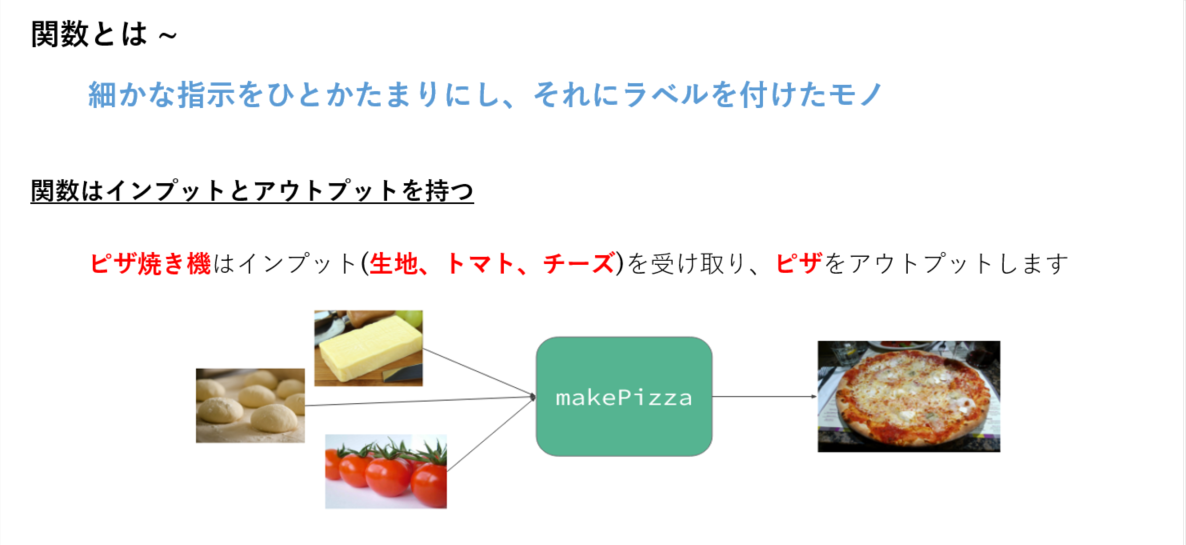 関数とは ~
細かな指示をひとかたまりにし、それにラベルを付けたモノ
関数はインプットとアウトプットを持つ
ピザ焼き機はインプット(生地、トマト、チーズ)を受け取り、ピザをアウトプットします
makePizza